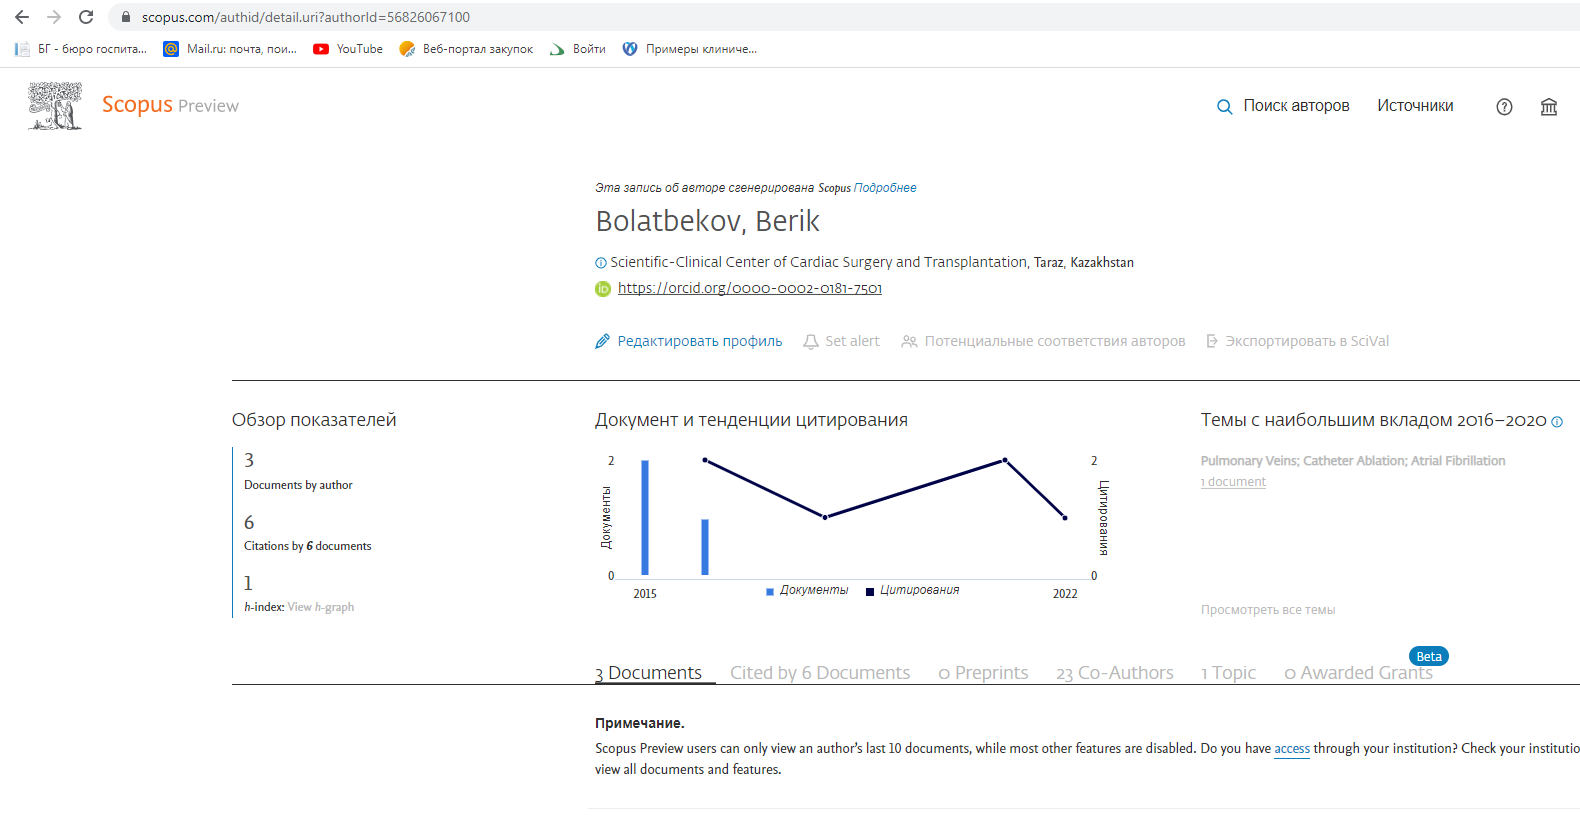 scopus.com/authid/detail.uri?authorId=56826067100
БГ - бюро госпита...
Mail.ru: почта, пои...
YouTube
Веб-портал закупок
Войти
Примеры клиниче...
Scopus Preview
Поиск авторов
Источники
Эта запись об авторе сгенерирована Scopus Подробнее
Bolatbekov, Berik
Scientific-Clinical Center of Cardiac Surgery and Transplantation, Taraz, Kazakhstan
iD https://orcid.org/0000-0002-0181-7501
Редактировать профиль
Set alert
Потенциальные соответствия авторов
Экспортировать в SciVal
Обзор показателей
3
Documents by author
6
Citations by 6 documents
1
h-index: View h-graph
Документ и тенденции цитирования
2
2
Документы
Цитирования
0
0
2015
Документы
Цитирования
2022
Темы с наибольшим вкладом 2016–2020
Pulmonary Veins; Catheter Ablation; Atrial Fibrillation
1 document
Просмотреть все темы
3 Documents
Cited by 6 Documents
0 Preprints
23 Co-Authors
1 Topic
0 Awarded Grants
Beta
Примечание.
Scopus Preview users can only view an author's last 10 documents, while most other features are disabled. Do you have access through your institution? Check your institutio
view all documents and features.